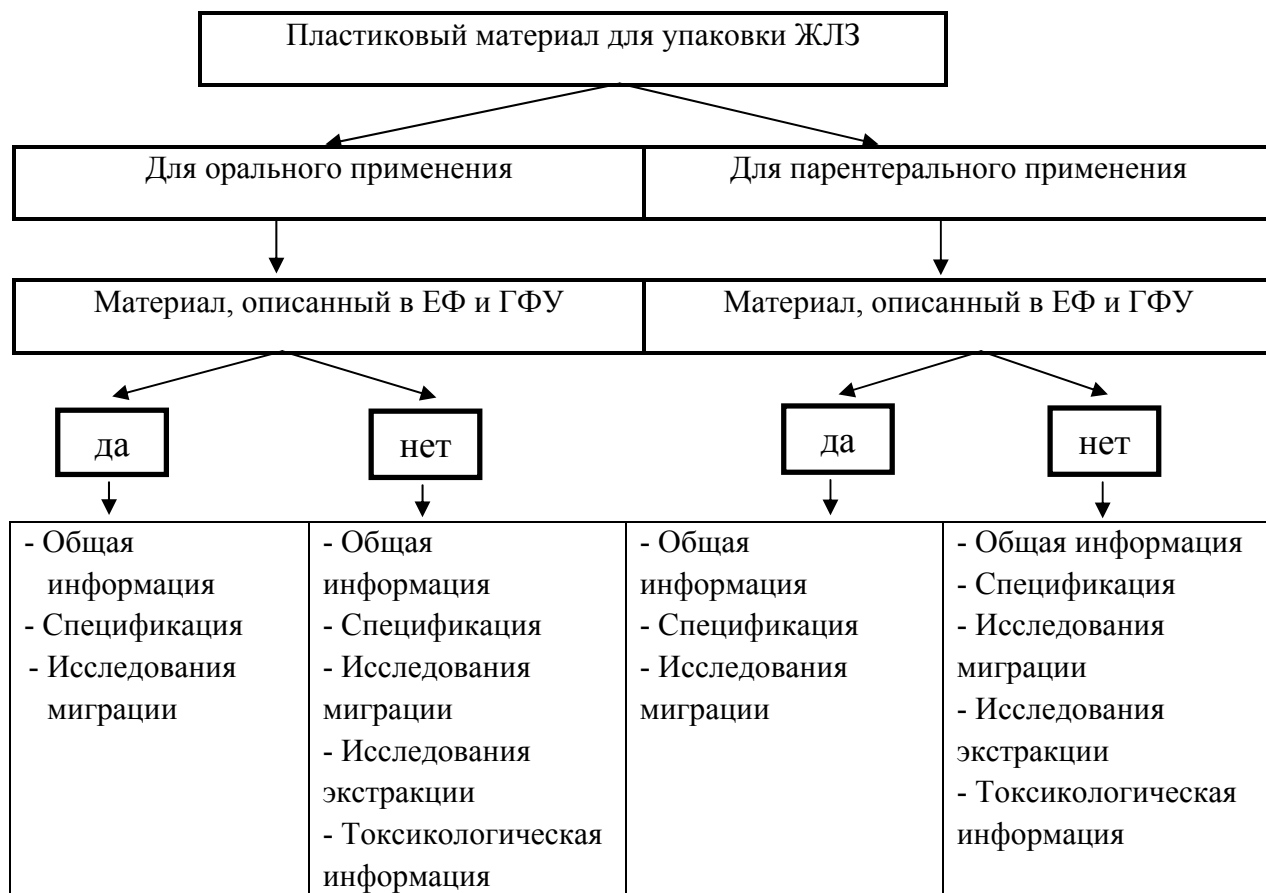 Пластиковый материал для упаковки ЖЛЗ
Для орального применения
Для парентерального применения
Материал, описанный в ЕФ и ГФУ
Материал, описанный в ЕФ и ГФУ
да
нет
да
нет
- Общая
информация
- Спецификация
- Исследования
миграции
- Общая
информация
- Спецификация
- Исследования
миграции
- Исследования
экстракции
- Токсикологическая
информация
- Общая
информация
- Спецификация
- Исследования
миграции
- Общая информация
- Спецификация
- Исследования
миграции
- Исследования
экстракции
- Токсикологическая
информация